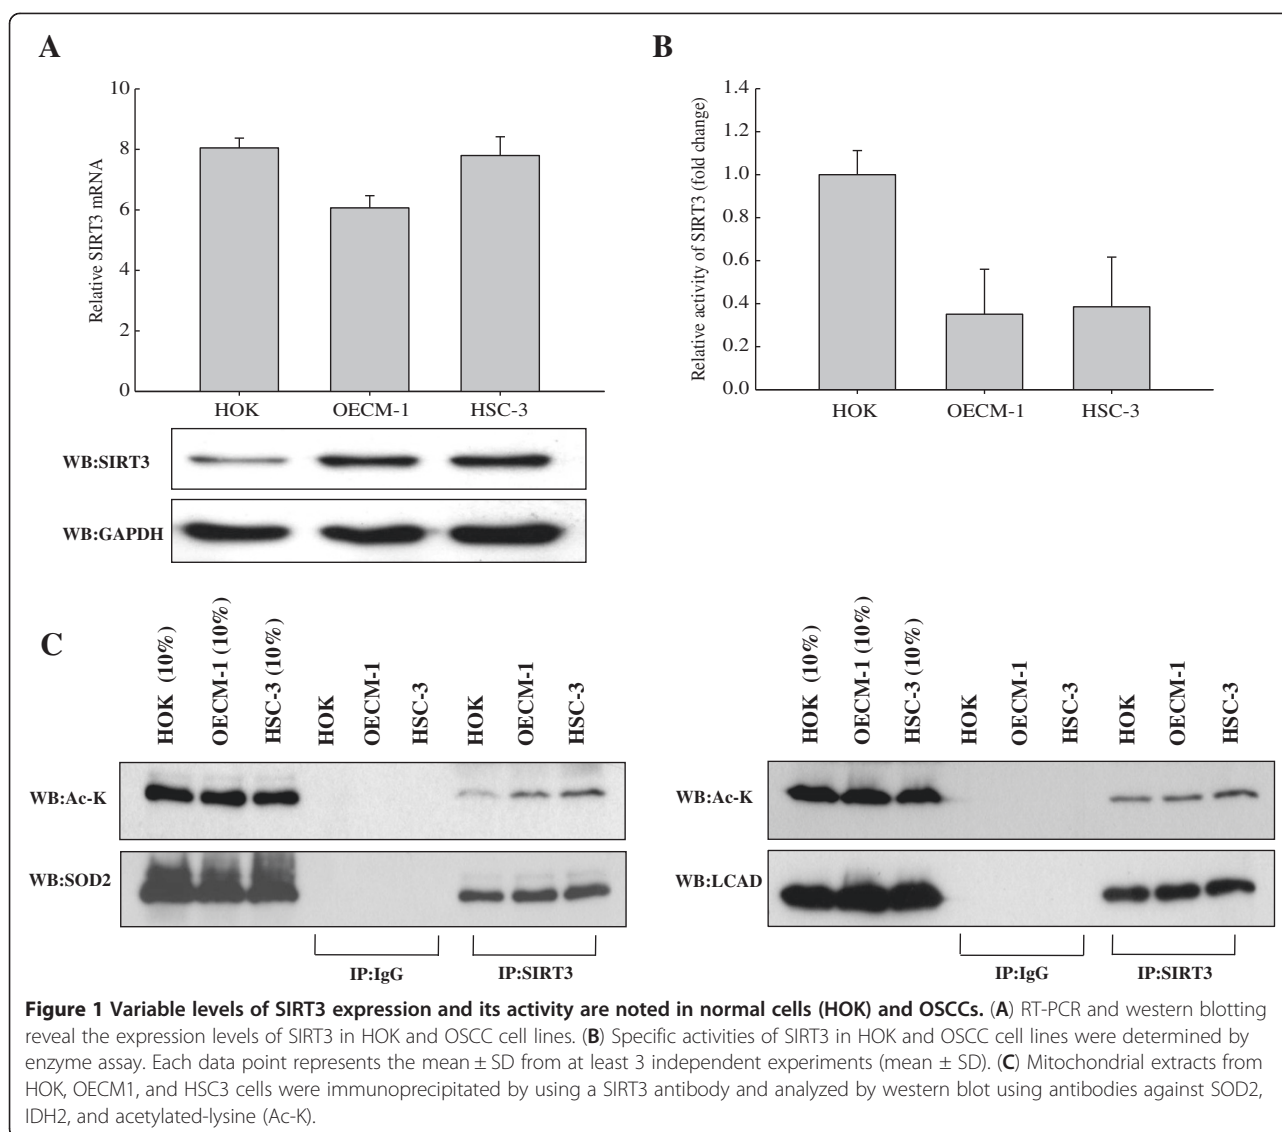 A
B
10
8
6
4
2
0
Relative SIRT3 mRNA
HOK
OECM-1
HSC-3
1.4
1.2
1.0
0.8
0.6
0.4
0.2
0.0
Relative activity of SIRT3 (fold change)
HOK
OECM-1
HSC-3
WB:SIRT3
WB:GAPDH
C
HOK (10%)
OECM-1 (10%)
HSC-3 (10%)
HOK
OECM-1
HSC-3
HOK
OECM-1
HSC-3
WB:Ac-K
WB:SOD2
IP:IgG
IP:SIRT3
HOK (10%)
OECM-1 (10%)
HSC-3 (10%)
HOK
OECM-1
HSC-3
HOK
OECM-1
HSC-3
WB:Ac-K
WB:LCAD
IP:IgG
IP:SIRT3
Figure 1 Variable levels of SIRT3 expression and its activity are noted in normal cells (HOK) and OSCCs. (A) RT-PCR and western blotting
reveal the expression levels of SIRT3 in HOK and OSCC cell lines. (B) Specific activities of SIRT3 in HOK and OSCC cell lines were determined by
enzyme assay. Each data point represents the mean ± SD from at least 3 independent experiments (mean ± SD). (C) Mitochondrial extracts from
HOK, OECM1, and HSC3 cells were immunoprecipitated by using a SIRT3 antibody and analyzed by western blot using antibodies against SOD2,
IDH2, and acetylated-lysine (Ac-K).